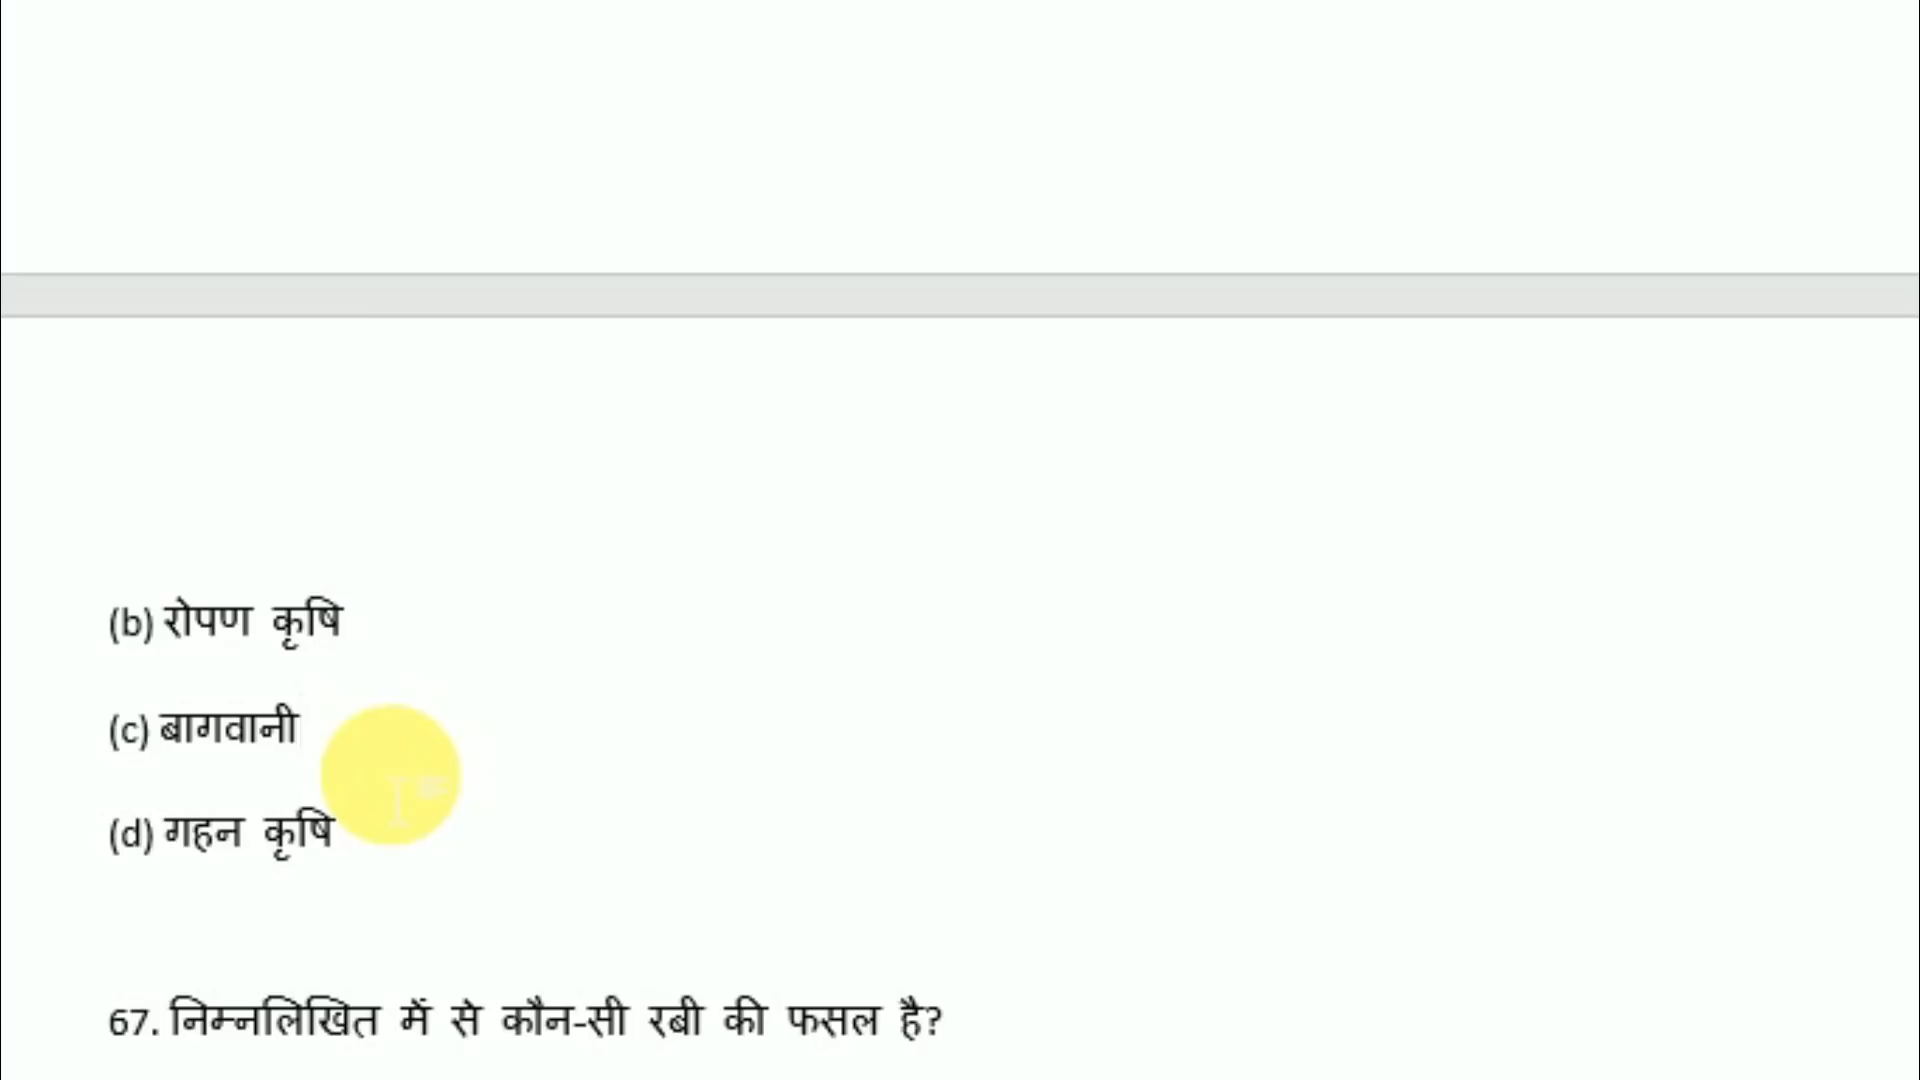 (b) रोपण कृषि
(c) बागवानी
(d) गहन कृषि
67. निम्नलिखित में से कौन-सी रबी की फसल है?